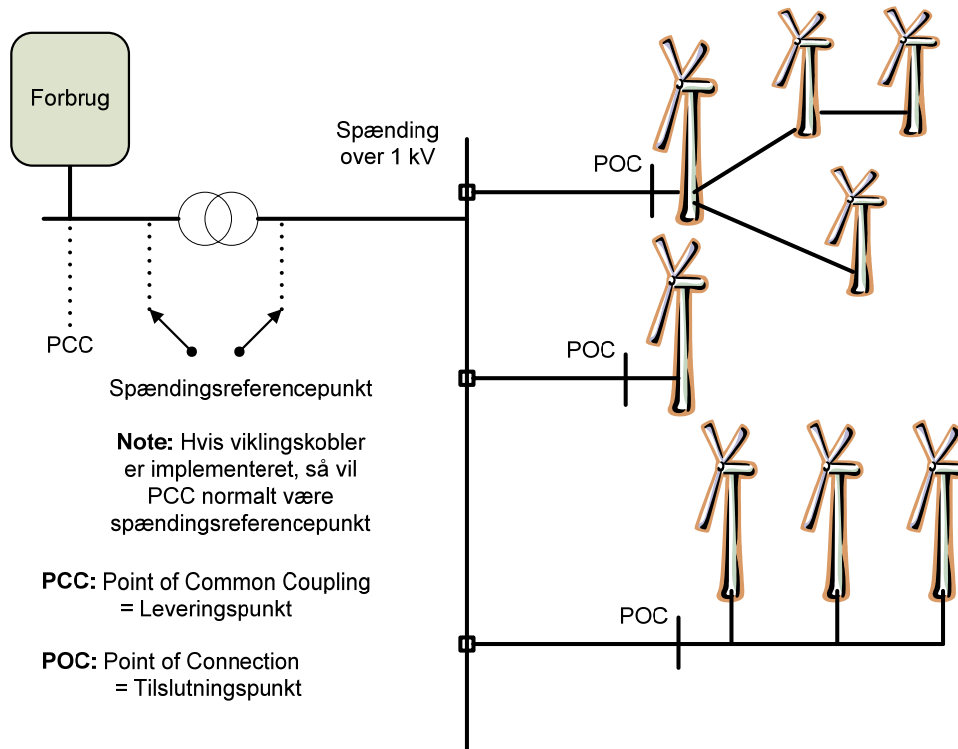 Forbrug
Spænding
over 1 kV
POC
PCC
POC
Spændingsreferencepunkt
Note: Hvis viklingskobler
er implementeret, så vil
PCC normalt være
spændingsreferencepunkt
PCC: Point of Common Coupling
= Leveringspunkt
POC
POC: Point of Connection
= Tilslutningspunkt